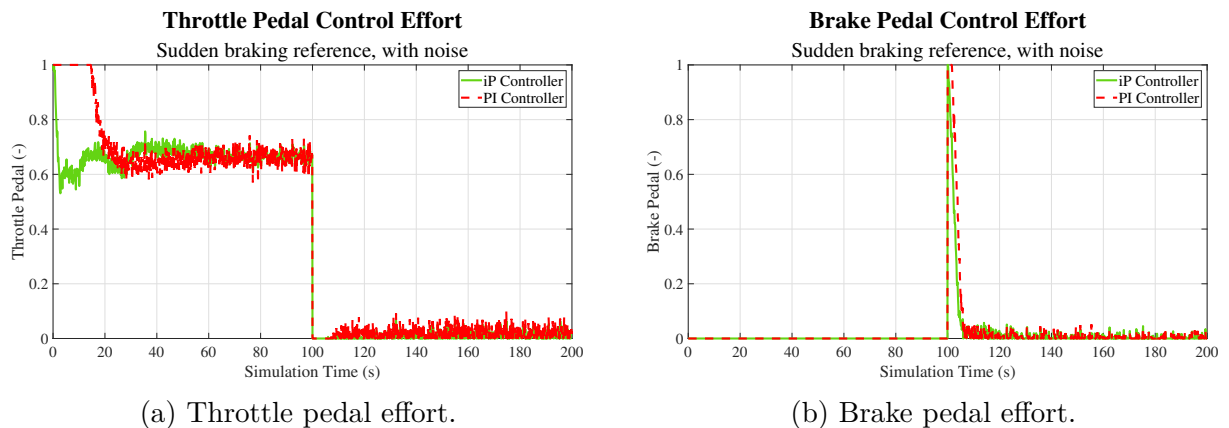 Throttle Pedal Control Effort
Sudden braking reference, with noise
iP Controller
PI Controller
1
0.8
0.6
0.4
0.2
0
Throttle Pedal (-)
0 20 40 60 80 100 120 140 160 180 200
Simulation Time (s)
(a) Throttle pedal effort.
Brake Pedal Control Effort
Sudden braking reference, with noise
iP Controller
PI Controller
1
0.8
0.6
0.4
0.2
0
Brake Pedal (-)
0 20 40 60 80 100 120 140 160 180 200
Simulation Time (s)
(b) Brake pedal effort.